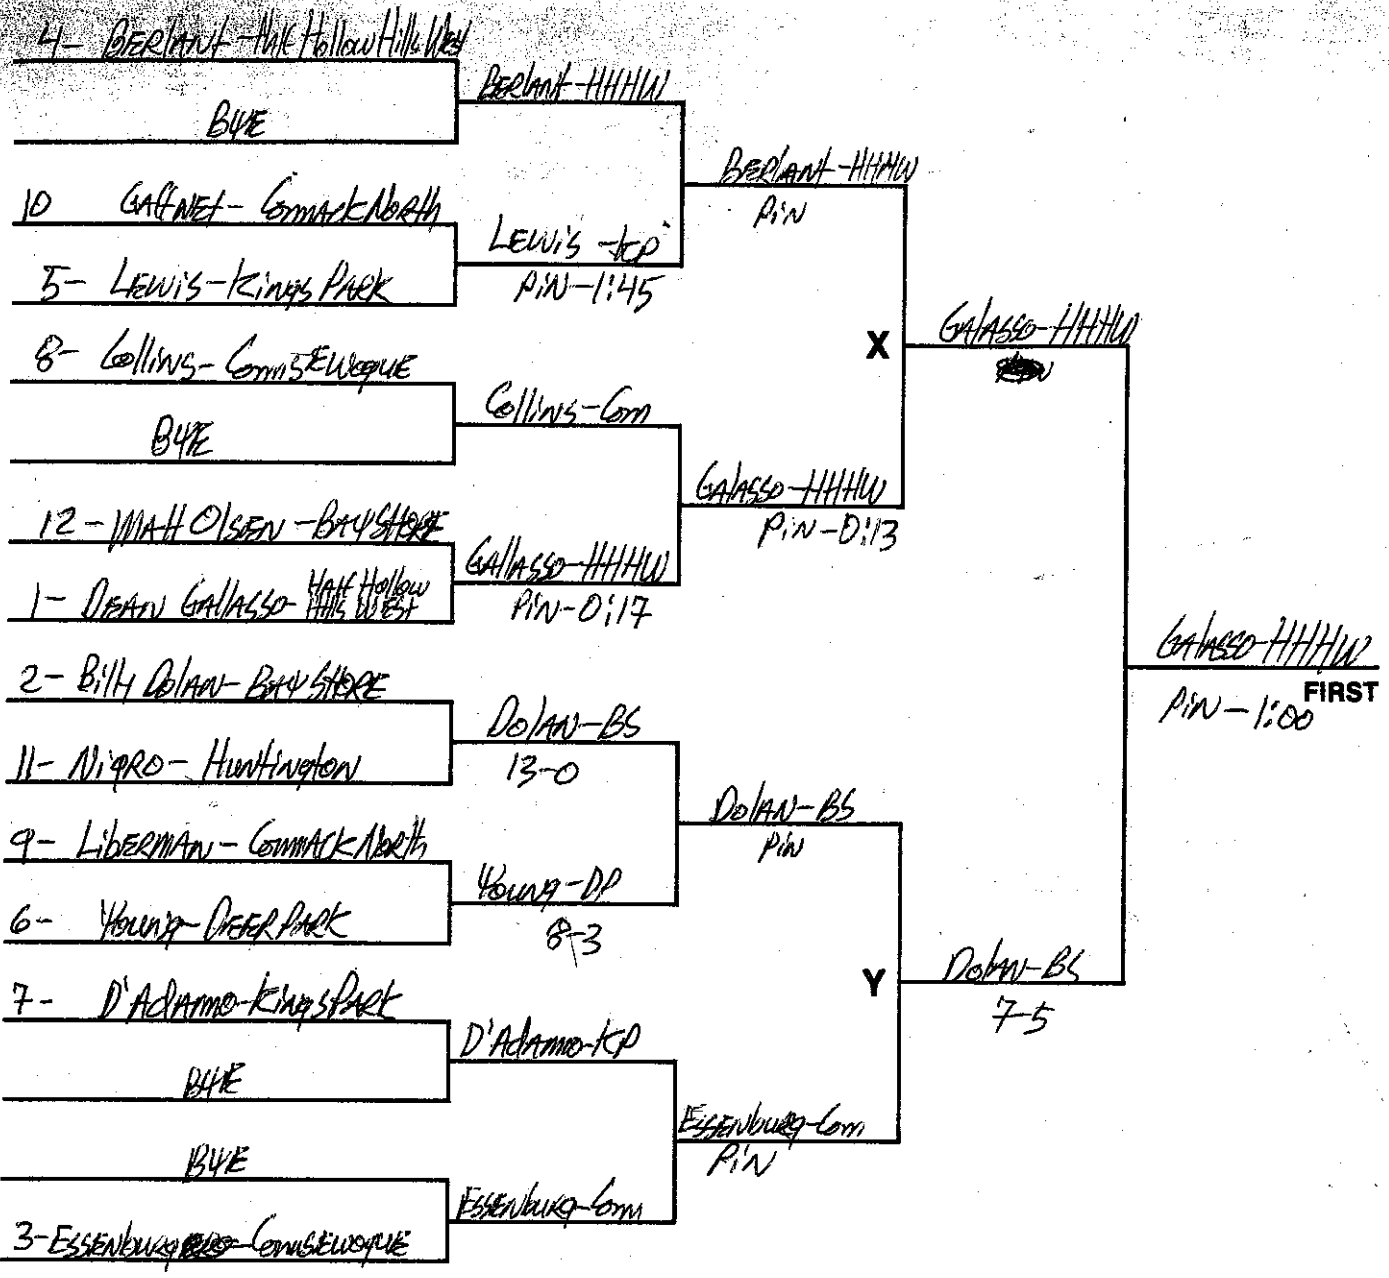 4- BERlANT - Half Hollow Hills West
BERlANT-HHHW
BYE
BERlANT-HHHW
PiN
10 GAffNET- CommAck NoRth
LEWiS -KP
5- LEWiS-KingS PARK
PiN-1:45
8- Collins- ComSEWogUE
X
GAlASSO-HHHW
Collins-Com
BYE
GAlASSO-HHHW
12-MAtt OlSEN-BAY SHORE
PiN-0:13
GAllASSO-HHHW
1- DEAN GAllASSO- HAlf Hollow
Hills WEST
PiN-0:17
GAlASSO-HHHW
2- Billy DOlAN- BAY SHORE
FIRST
PiN-1:00
DOlAN-BS
11- NigRO- HuntiNgton
13-0
DOlAN-BS
9- LibERMAN- CommAck NoRth
PiN
YOUNg-DP
6- YOUNg-DEER PARK
8-3
DOlAN-BS
Y
7- D'AdAmmo-KiNgS PARK
7-5
D'AdAmmo-KP
BYE
ESSENbuRg-Com
PiN
BYE
ESSENbuRg-Com
3-ESSENbuRg-ComSEWogUE